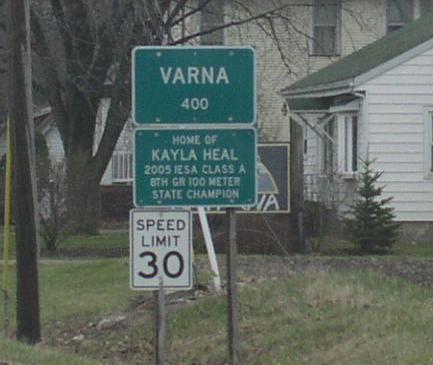 VARNA
400
HOME OF
KAYLA HEAL
2005 IESA CLASS A
8TH GR 100 METER
STATE CHAMPION
SPEED
LIMIT
30